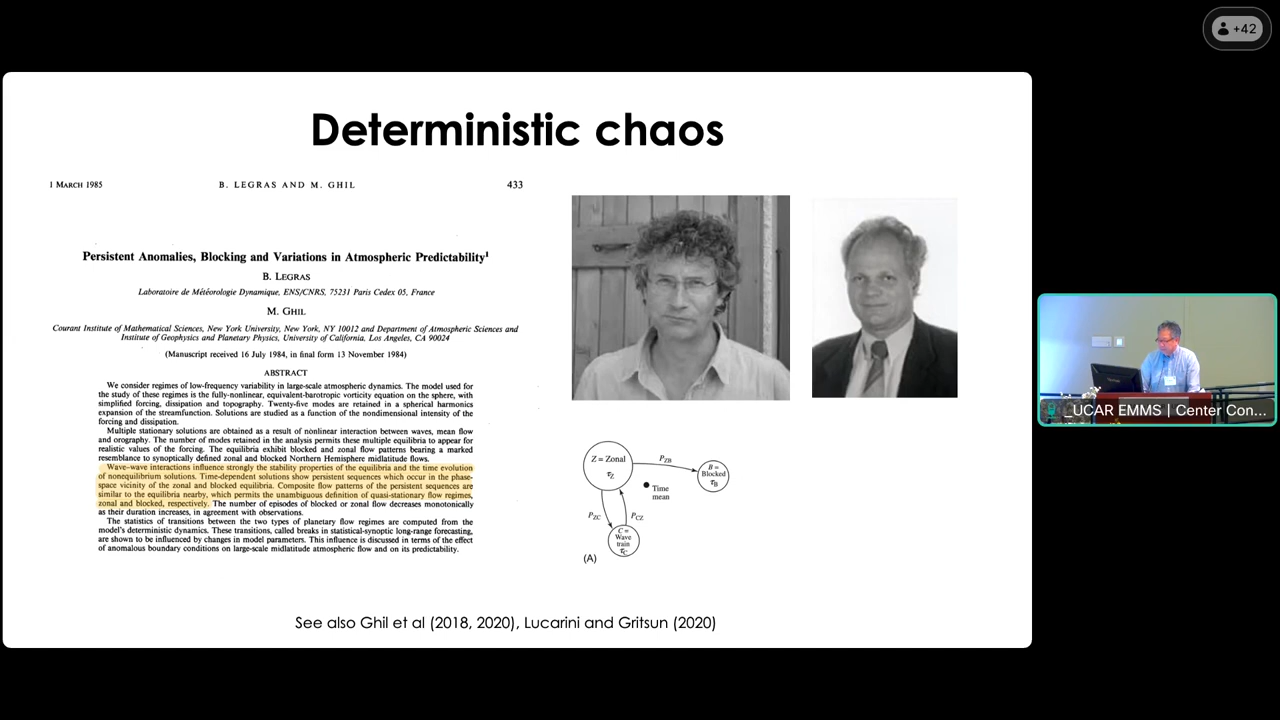 +42
Deterministic chaos
1 MARCH 1985 B. LEGRAS AND M. GHIL 433
Persistent Anomalies, Blocking and Variations in Atmospheric Predictability¹
B. LEGRAS
Laboratoire de Météorologie Dynamique, ENS/CNRS, 75231 Paris Cedex 05, France
M. GHIL
Courant Institute of Mathematical Sciences, New York University, New York, NY 10012 and Department of Atmospheric Sciences and
Institute of Geophysics and Planetary Physics, University of California, Los Angeles, CA 90024
(Manuscript received 16 July 1984, in final form 13 November 1984)
ABSTRACT
We consider regimes of low-frequency variability in large-scale atmospheric dynamics. The model used for
the study of these regimes is the fully-nonlinear, equivalent-barotropic vorticity equation on the sphere, with
simplified forcing, dissipation and topography. Twenty-five modes are retained in a spherical harmonics
expansion of the streamfunction. Solutions are studied as a function of the nondimensional intensity of the
forcing and dissipation.
Multiple stationary solutions are obtained as a result of nonlinear interaction between waves, mean flow
and orography. The number of modes retained in the analysis permits these multiple equilibria to appear for
realistic values of the forcing. The equilibria exhibit blocked and zonal flow patterns bearing a marked
resemblance to synoptically defined zonal and blocked Northern Hemisphere midlatitude flows.
Wave–wave interactions influence strongly the stability properties of the equilibria and the time evolution
of nonequilibrium solutions. Time-dependent solutions show persistent sequences which occur in the phase-
space vicinity of the zonal and blocked equilibria. Composite flow patterns of the persistent sequences are
similar to the equilibria nearby, which permits the unambiguous definition of quasi-stationary flow regimes,
zonal and blocked, respectively. The number of episodes of blocked or zonal flow decreases monotonically
as their duration increases, in agreement with observations.
The statistics of transitions between the two types of planetary flow regimes are computed from the
model's deterministic dynamics. These transitions, called breaks in statistical-synoptic long-range forecasting,
are shown to be influenced by changes in model parameters. This influence is discussed in terms of the effect
of anomalous boundary conditions on large-scale midlatitude atmospheric flow and on its predictability.
Z = Zonal
τZ
PZB
B =
Blocked
τB
Time
mean
PZC
PCZ
C =
Wave
train
τC
(A)
See also Ghil et al (2018, 2020), Lucarini and Gritsun (2020)
_UCAR EMMS | Center Con...